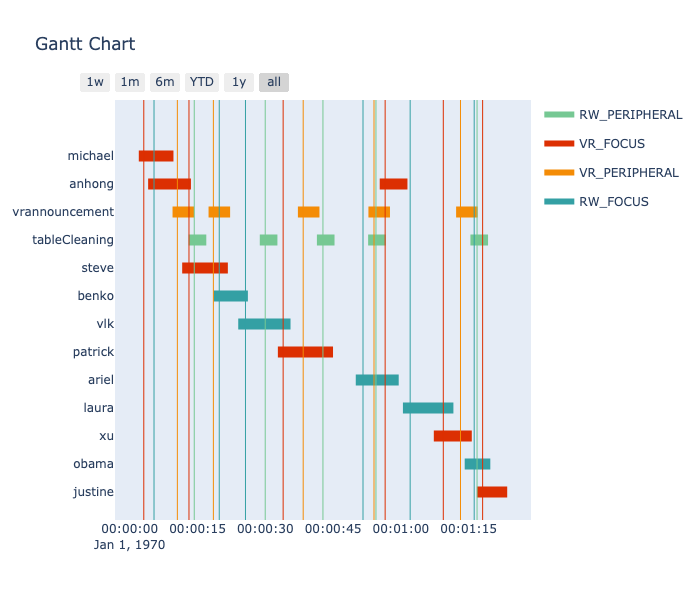 Gantt Chart
1w 1m 6m YTD 1y all
RW_PERIPHERAL
VR_FOCUS
VR_PERIPHERAL
RW_FOCUS
michael
anhong
vrannouncement
tableCleaning
steve
benko
vlk
patrick
ariel
laura
xu
obama
justine
00:00:00 00:00:15 00:00:30 00:00:45 00:01:00 00:01:15
Jan 1, 1970